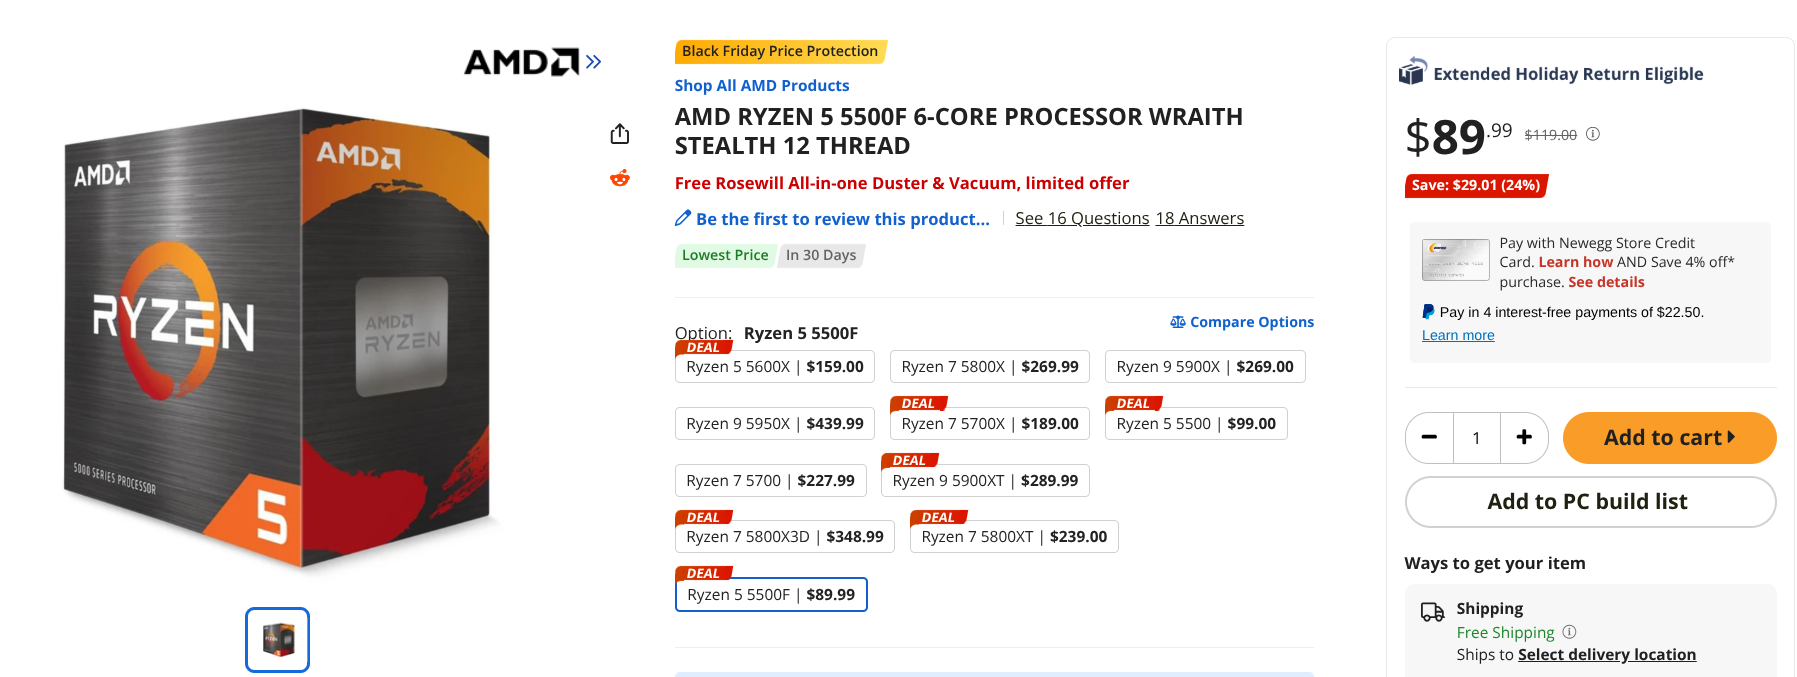 AMD
AMD
AMD
RYZEN
AMD
RYZEN
5000 SERIES PROCESSOR
5
Black Friday Price Protection
Shop All AMD Products
AMD RYZEN 5 5500F 6-CORE PROCESSOR WRAITH
STEALTH 12 THREAD
Free Rosewill All-in-one Duster & Vacuum, limited offer
Be the first to review this product... See 16 Questions 18 Answers
Lowest Price In 30 Days
Option: Ryzen 5 5500F Compare Options
DEAL
Ryzen 5 5600X | $159.00 Ryzen 7 5800X | $269.99 Ryzen 9 5900X | $269.00
DEAL DEAL
Ryzen 9 5950X | $439.99 Ryzen 7 5700X | $189.00 Ryzen 5 5500 | $99.00
DEAL
Ryzen 7 5700 | $227.99 Ryzen 9 5900XT | $289.99
DEAL DEAL
Ryzen 7 5800X3D | $348.99 Ryzen 7 5800XT | $239.00
DEAL
Ryzen 5 5500F | $89.99
Extended Holiday Return Eligible
$89.99 $119.00
Save: $29.01 (24%)
Pay with Newegg Store Credit
Card. Learn how AND Save 4% off*
purchase. See details
Pay in 4 interest-free payments of $22.50.
Learn more
1 Add to cart
Add to PC build list
Ways to get your item
Shipping
Free Shipping
Ships to Select delivery location